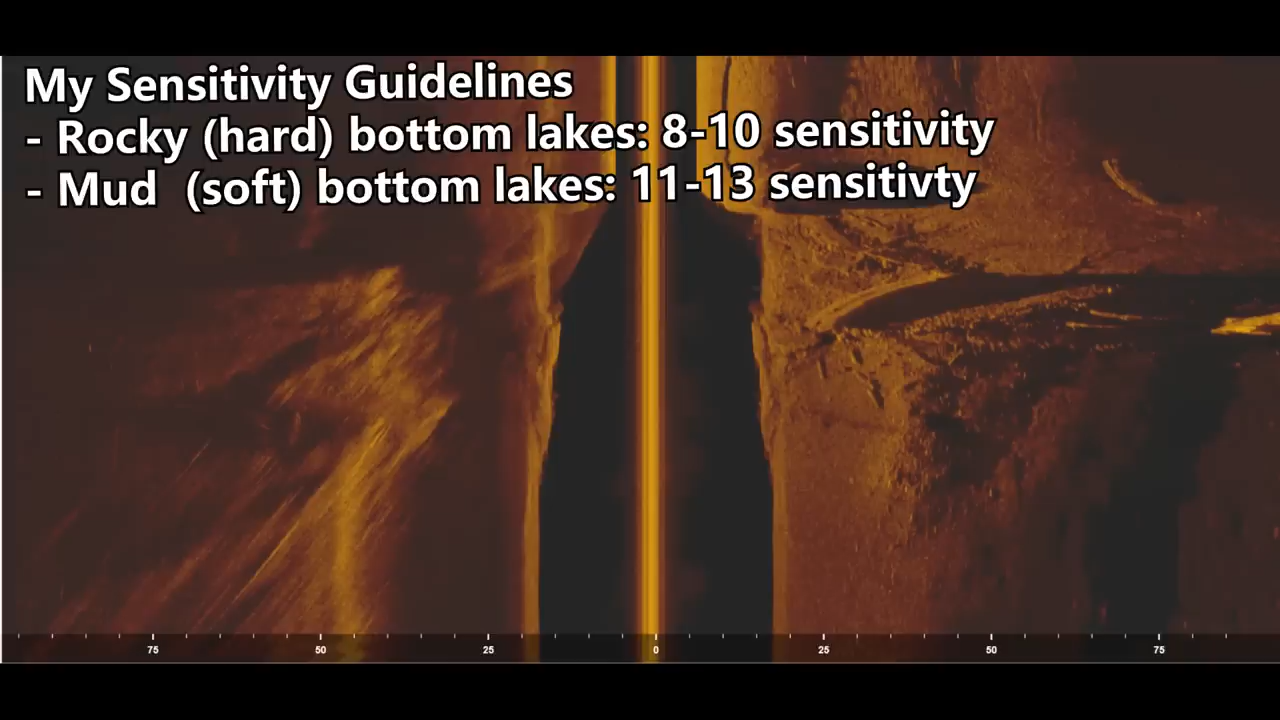 My Sensitivity Guidelines
- Rocky (hard) bottom lakes: 8-10 sensitivity
- Mud  (soft) bottom lakes: 11-13 sensitivty
75 50 25 0 25 50 75